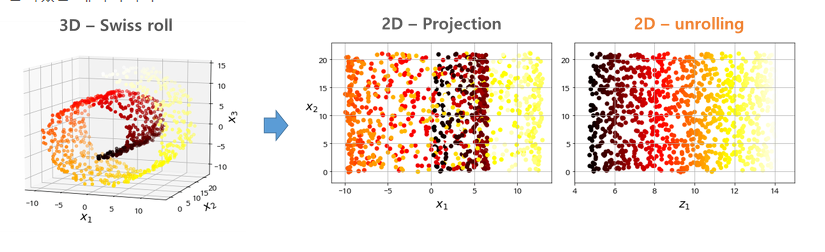 3D – Swiss roll
2D – Projection
2D – unrolling
15
10
5
0
−5
−10
x₃
−10 −5 0 5 10
x₁
0 5 10 15 20
x₂
20
15
10
5
0
x₂
−10 −5 0 5 10
x₁
20
15
10
5
0
4 6 8 10 12 14
z₁